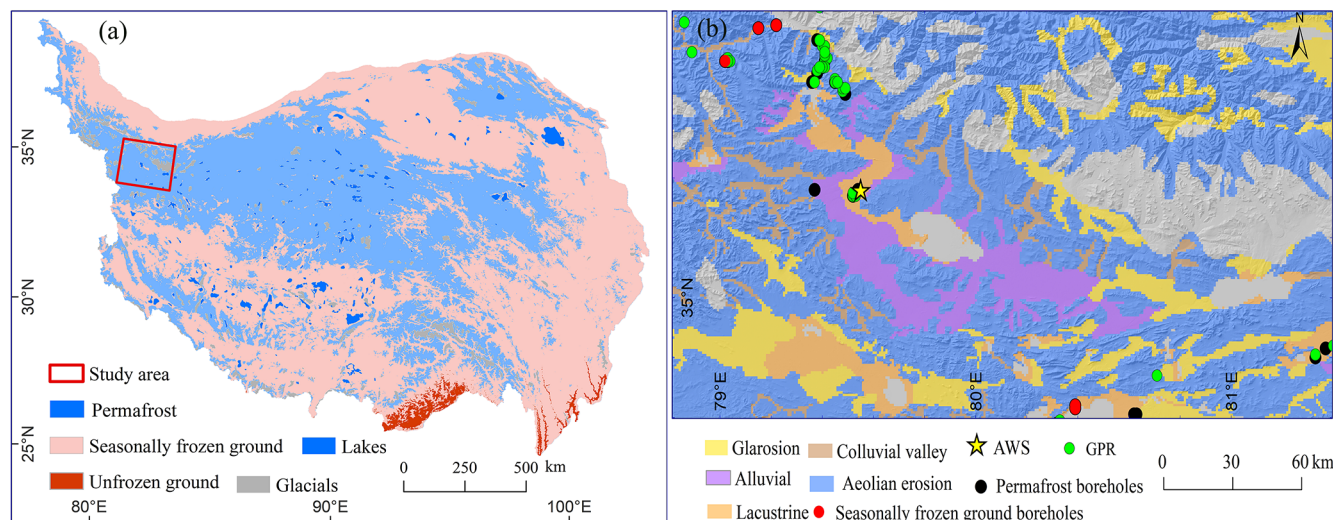 (a)
35°N
30°N
25°N
Study area
Permafrost
Seasonally frozen ground
Lakes
Unfrozen ground
Glacials
0 250 500 km
80°E
90°E
100°E
(b)
N
35°N
79°E
80°E
81°E
Glarosion
Colluvial valley
AWS
GPR
Alluvial
Aeolian erosion
Permafrost boreholes
Lacustrine
Seasonally frozen ground boreholes
0 30 60 km